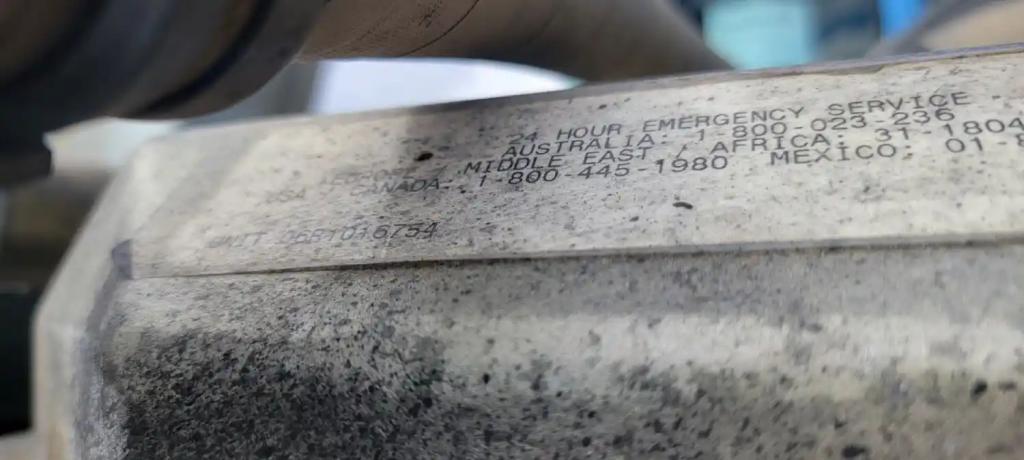 24 HOUR EMERGENCY SERVICE
AUSTRALIA: 1-800-023-236
/ MIDDLE EAST / AFRICA: 31-1804
CANADA: 1-800-445-1980 MEXICO: 01-8
UNIT